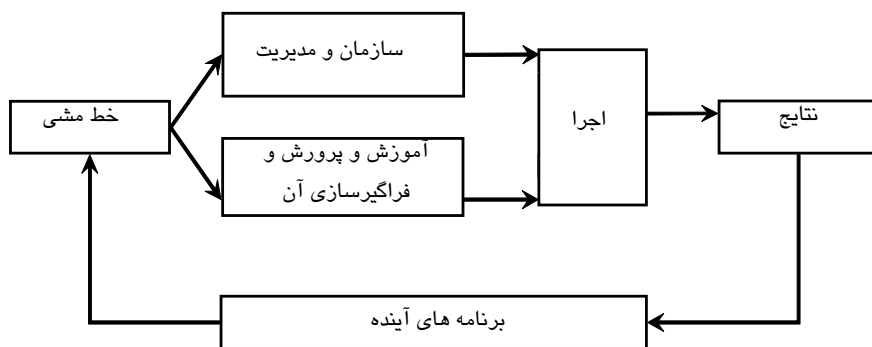 سازمان و مدیریت
خط مشی
آموزش و پرورش و
فراگیرسازی آن
اجرا
نتایج
برنامه های آینده